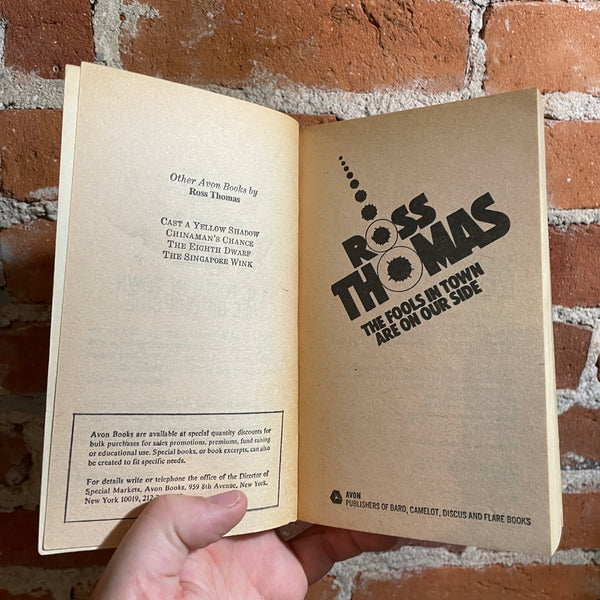 Other Avon Books by
Ross Thomas
CAST A YELLOW SHADOW
CHINAMAN'S CHANCE
THE EIGHTH DWARF
THE SINGAPORE WINK
Avon Books are available at special quantity discounts for
bulk purchases for sales promotions, premiums, fund raising
or educational use. Special books, or book excerpts, can also
be created to fit specific needs.
For details write or telephone the office of the Director of
Special Markets, Avon Books, 959 8th Avenue, New York,
New York 10019, 212-
ROSS
THOMAS
THE FOOLS IN TOWN
ARE ON OUR SIDE
AVON
PUBLISHERS OF BARD, CAMELOT, DISCUS AND FLARE BOOKS